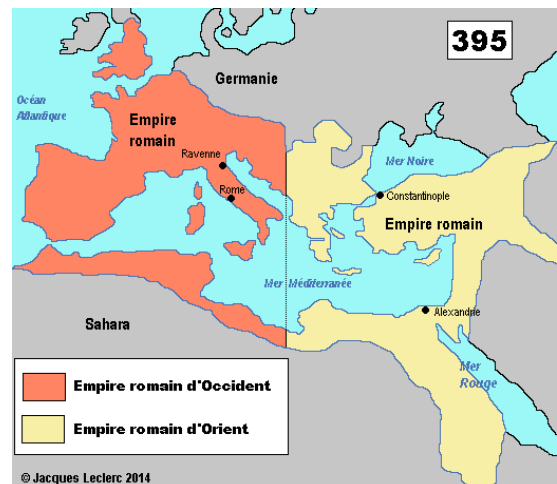 395
Germanie
Océan
Atlantique
Empire
romain
Ravenne
Rome
Mer Noire
Constantinople
Empire romain
Mer Méditerranée
Alexandrie
Sahara
Mer
Rouge
Empire romain d'Occident
Empire romain d'Orient
© Jacques Leclerc 2014